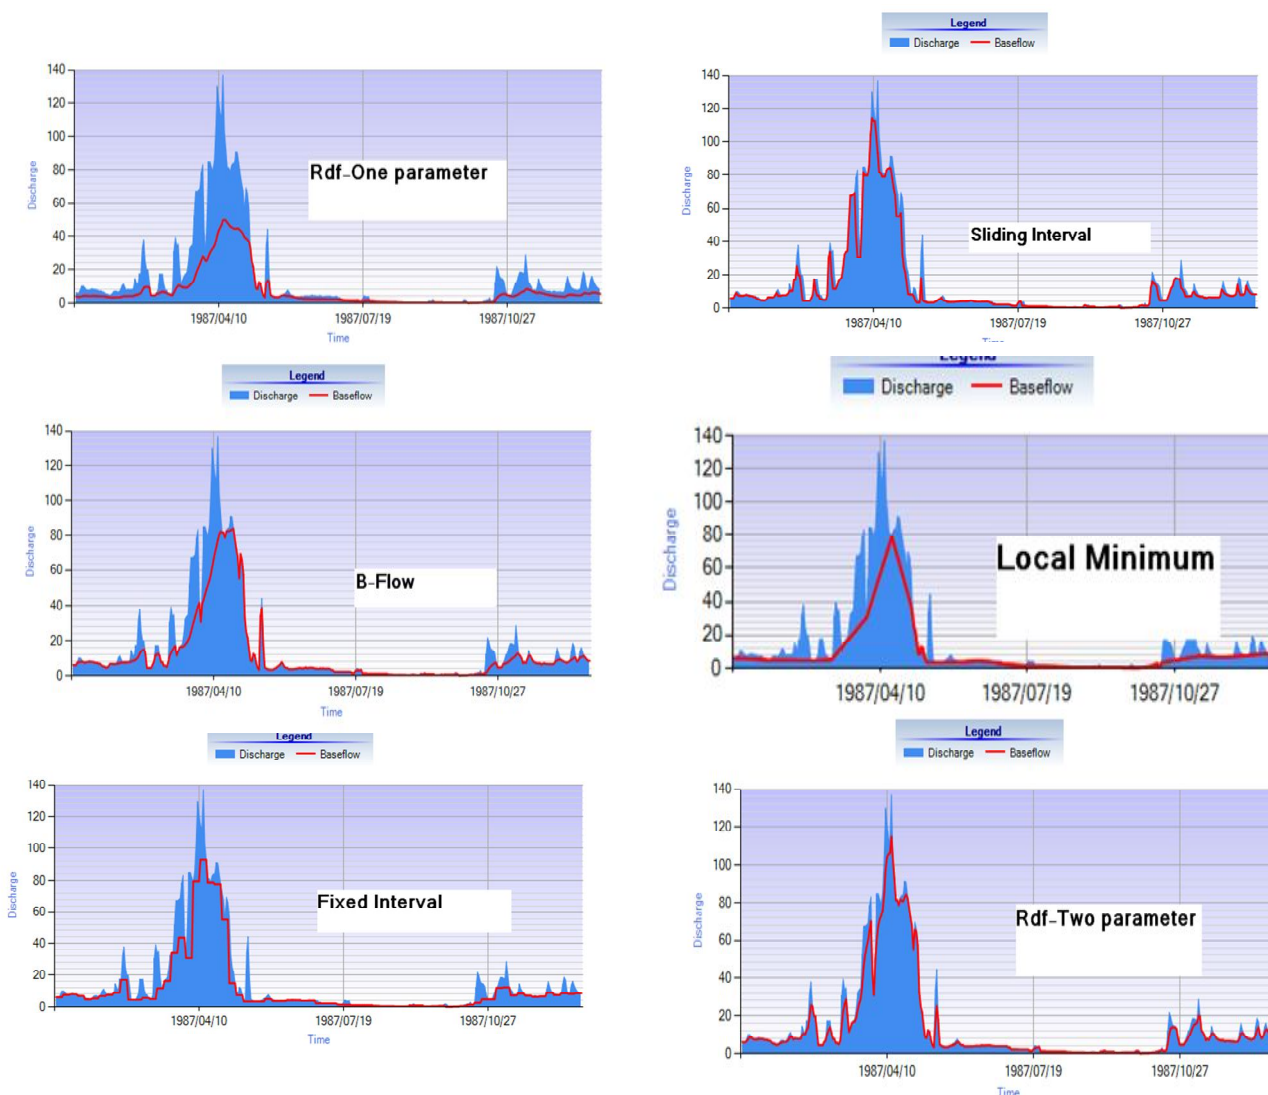 Legend
Discharge Baseflow
140
120
100
80
60
40
20
0
Discharge
Rdf-One parameter
1987/04/10 1987/07/19 1987/10/27
Time
140
120
100
80
60
40
20
0
Discharge
Sliding Interval
1987/04/10 1987/07/19 1987/10/27
Time
Legend
Discharge Baseflow
140
120
100
80
60
40
20
0
Discharge
B-Flow
1987/04/10 1987/07/19 1987/10/27
Time
Legend
Discharge Baseflow
140
120
100
80
60
40
20
0
Discharge
Local Minimum
1987/04/10 1987/07/19 1987/10/27
Legend
Discharge Baseflow
140
120
100
80
60
40
20
0
Discharge
Fixed Interval
1987/04/10 1987/07/19 1987/10/27
Time
Legend
Discharge Baseflow
140
120
100
80
60
40
20
0
Discharge
Rdf-Two parameter
1987/04/10 1987/07/19 1987/10/27
Time